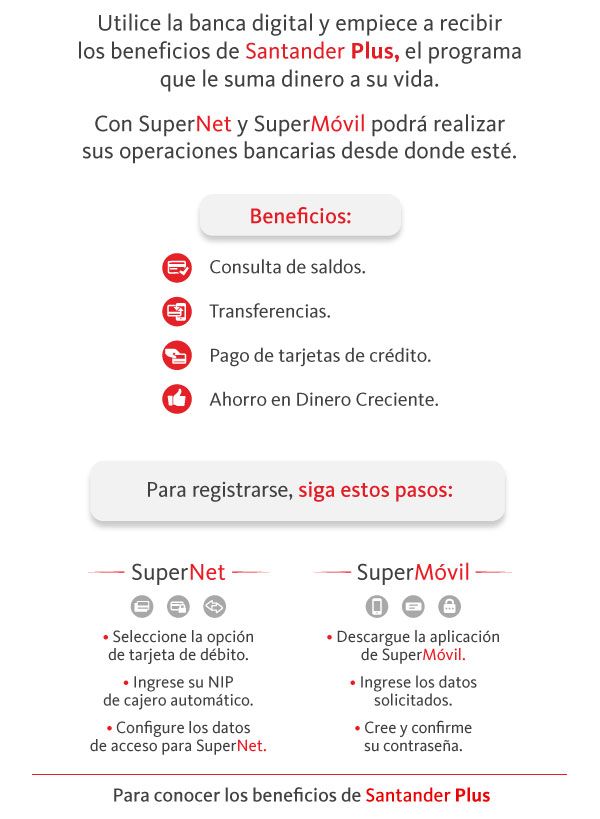 Utilice la banca digital y empiece a recibir
los beneficios de Santander Plus, el programa
que le suma dinero a su vida.
Con SuperNet y SuperMóvil podrá realizar
sus operaciones bancarias desde donde esté.
Beneficios:
Consulta de saldos.
Transferencias.
Pago de tarjetas de crédito.
Ahorro en Dinero Creciente.
Para registrarse, siga estos pasos:
SuperNet
• Seleccione la opción
de tarjeta de débito.
• Ingrese su NIP
de cajero automático.
• Configure los datos
de acceso para SuperNet.
SuperMóvil
• Descargue la aplicación
de SuperMóvil.
• Ingrese los datos
solicitados.
• Cree y confirme
su contraseña.
Para conocer los beneficios de Santander Plus